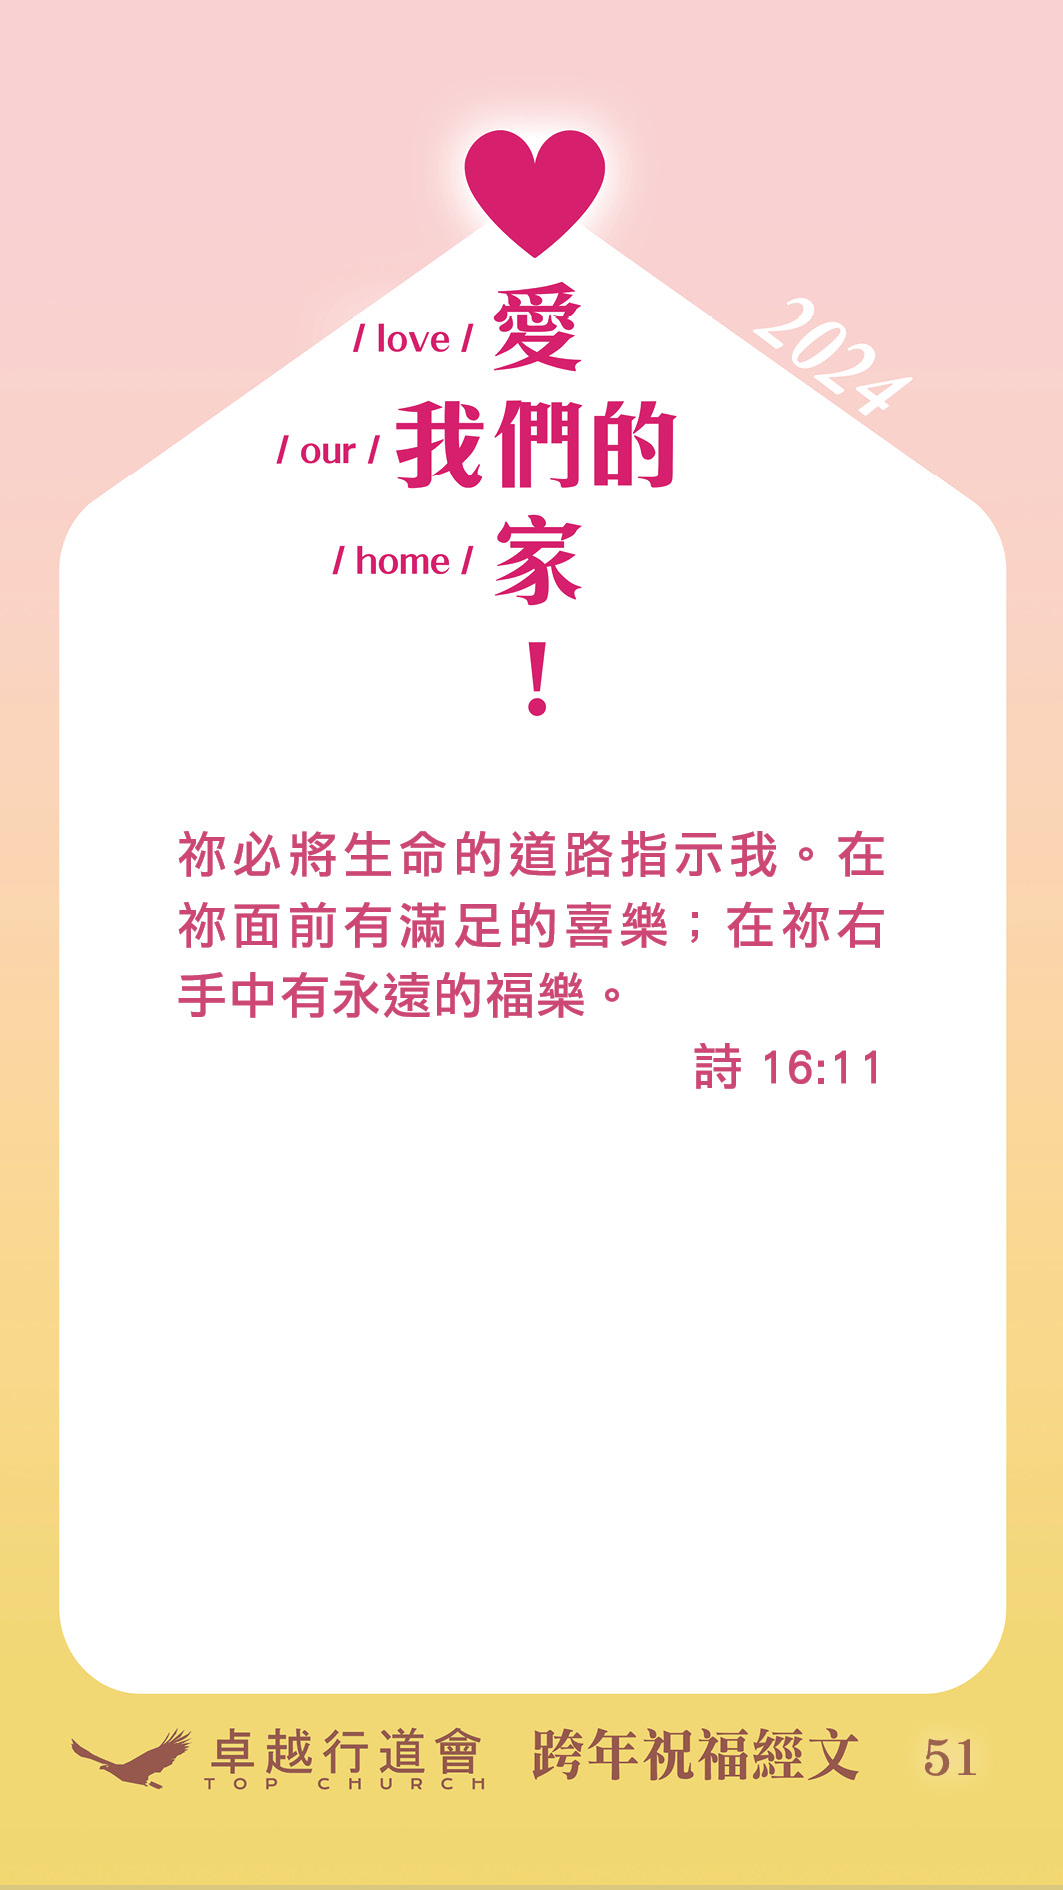 2024
/ love / 愛
/ our / 我們的
/ home / 家
!
祢必將生命的道路指示我。在
祢面前有滿足的喜樂；在祢右
手中有永遠的福樂。
詩 16:11
卓越行道會
TOP CHURCH
跨年祝福經文
51